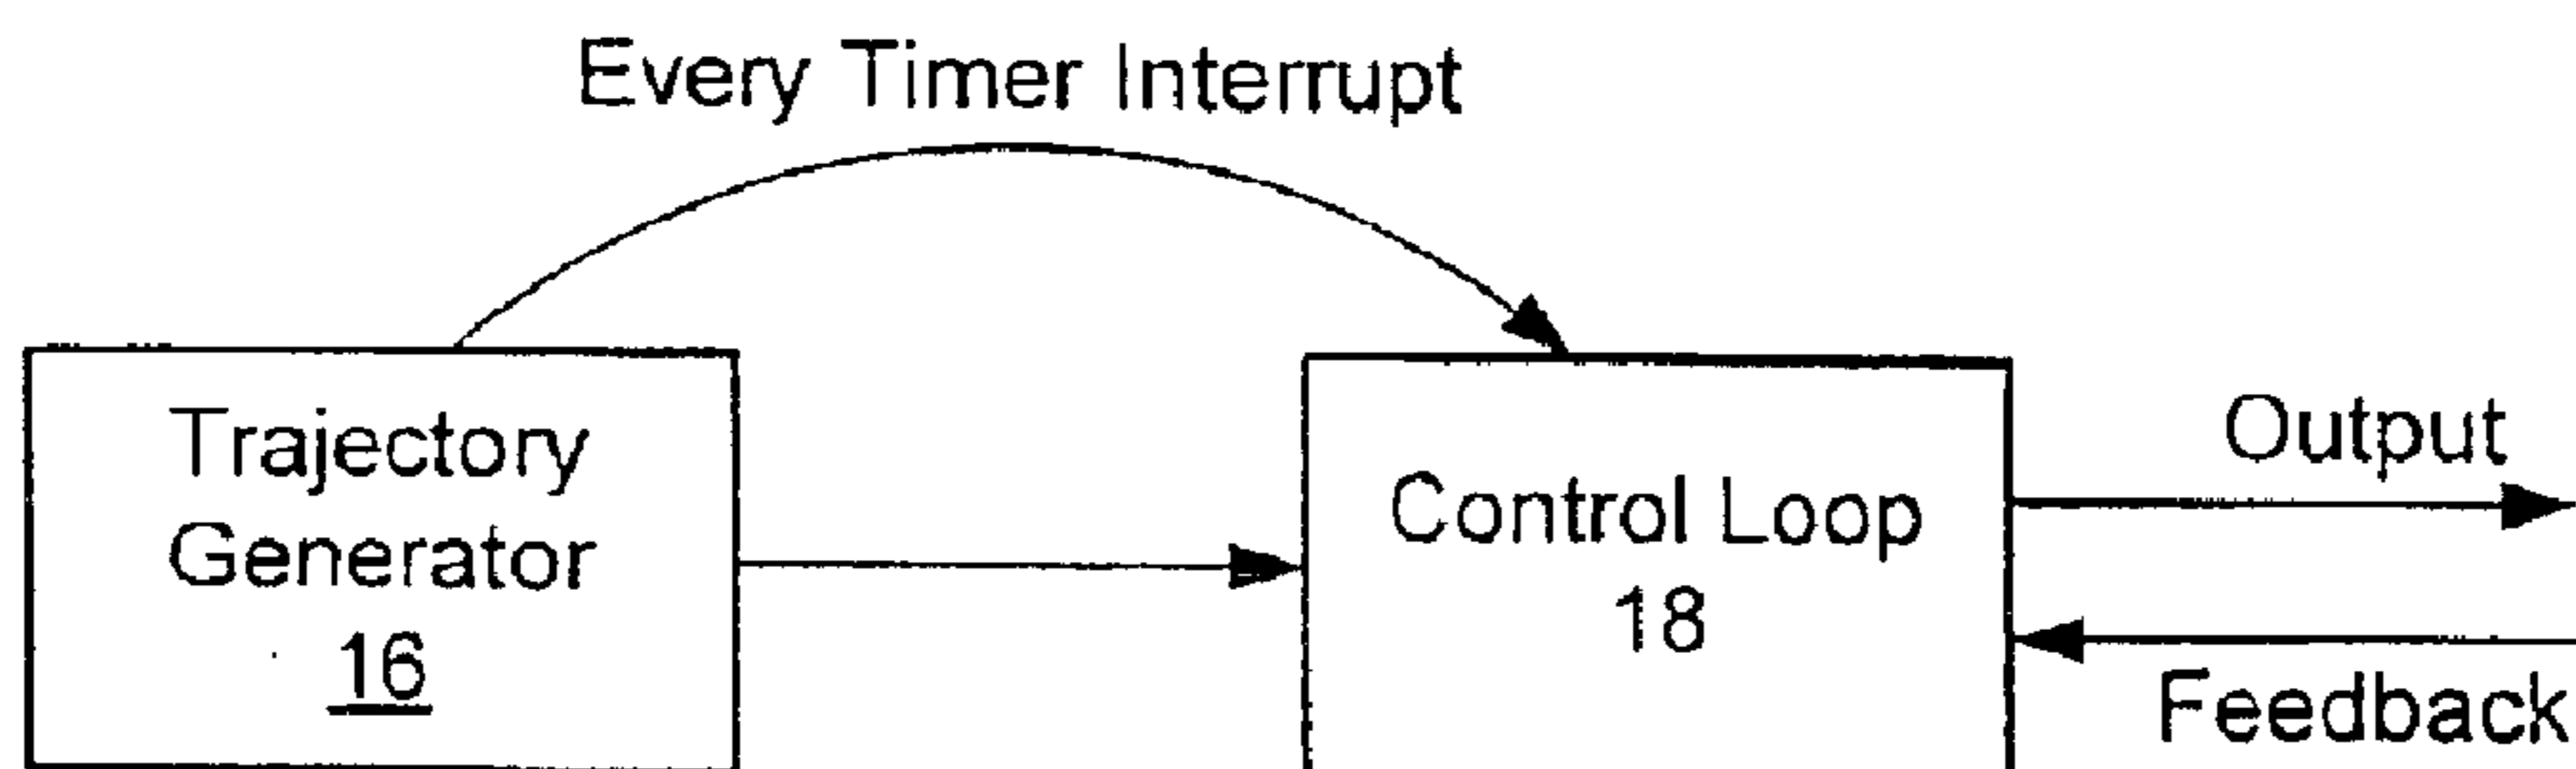 Every Timer Interrupt
Trajectory
Generator
16
Control Loop
18
Output
Feedback